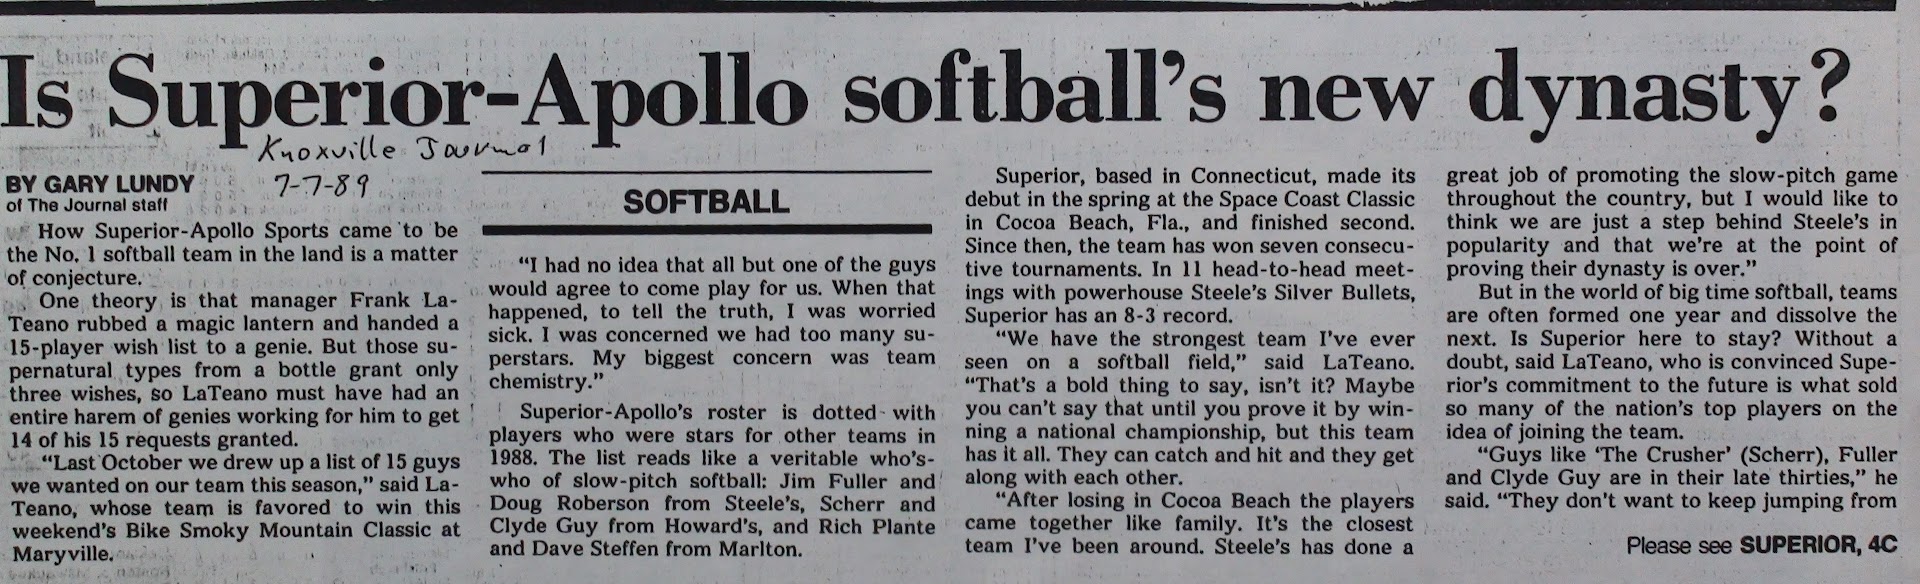 Is Superior-Apollo softball's new dynasty?
Knoxville Journal
7-7-89
BY GARY LUNDY
of The Journal staff
How Superior-Apollo Sports came to be
the No. 1 softball team in the land is a matter
of conjecture.
One theory is that manager Frank La-
Teano rubbed a magic lantern and handed a
15-player wish list to a genie. But those su-
pernatural types from a bottle grant only
three wishes, so LaTeano must have had an
entire harem of genies working for him to get
14 of his 15 requests granted.
"Last October we drew up a list of 15 guys
we wanted on our team this season," said La-
Teano, whose team is favored to win this
weekend's Bike Smoky Mountain Classic at
Maryville.
SOFTBALL
"I had no idea that all but one of the guys
would agree to come play for us. When that
happened, to tell the truth, I was worried
sick. I was concerned we had too many su-
perstars. My biggest concern was team
chemistry."
Superior-Apollo's roster is dotted with
players who were stars for other teams in
1988. The list reads like a veritable who's-
who of slow-pitch softball: Jim Fuller and
Doug Roberson from Steele's, Scherr and
Clyde Guy from Howard's, and Rich Plante
and Dave Steffen from Marlton.
Superior, based in Connecticut, made its
debut in the spring at the Space Coast Classic
in Cocoa Beach, Fla., and finished second.
Since then, the team has won seven consecu-
tive tournaments. In 11 head-to-head meet-
ings with powerhouse Steele's Silver Bullets,
Superior has an 8-3 record.
"We have the strongest team I've ever
seen on a softball field," said LaTeano.
"That's a bold thing to say, isn't it? Maybe
you can't say that until you prove it by win-
ning a national championship, but this team
has it all. They can catch and hit and they get
along with each other.
"After losing in Cocoa Beach the players
came together like family. It's the closest
team I've been around. Steele's has done a
great job of promoting the slow-pitch game
throughout the country, but I would like to
think we are just a step behind Steele's in
popularity and that we're at the point of
proving their dynasty is over."
But in the world of big time softball, teams
are often formed one year and dissolve the
next. Is Superior here to stay? Without a
doubt, said LaTeano, who is convinced Supe-
rior's commitment to the future is what sold
so many of the nation's top players on the
idea of joining the team.
"Guys like 'The Crusher' (Scherr), Fuller
and Clyde Guy are in their late thirties," he
said. "They don't want to keep jumping from
Please see SUPERIOR, 4C